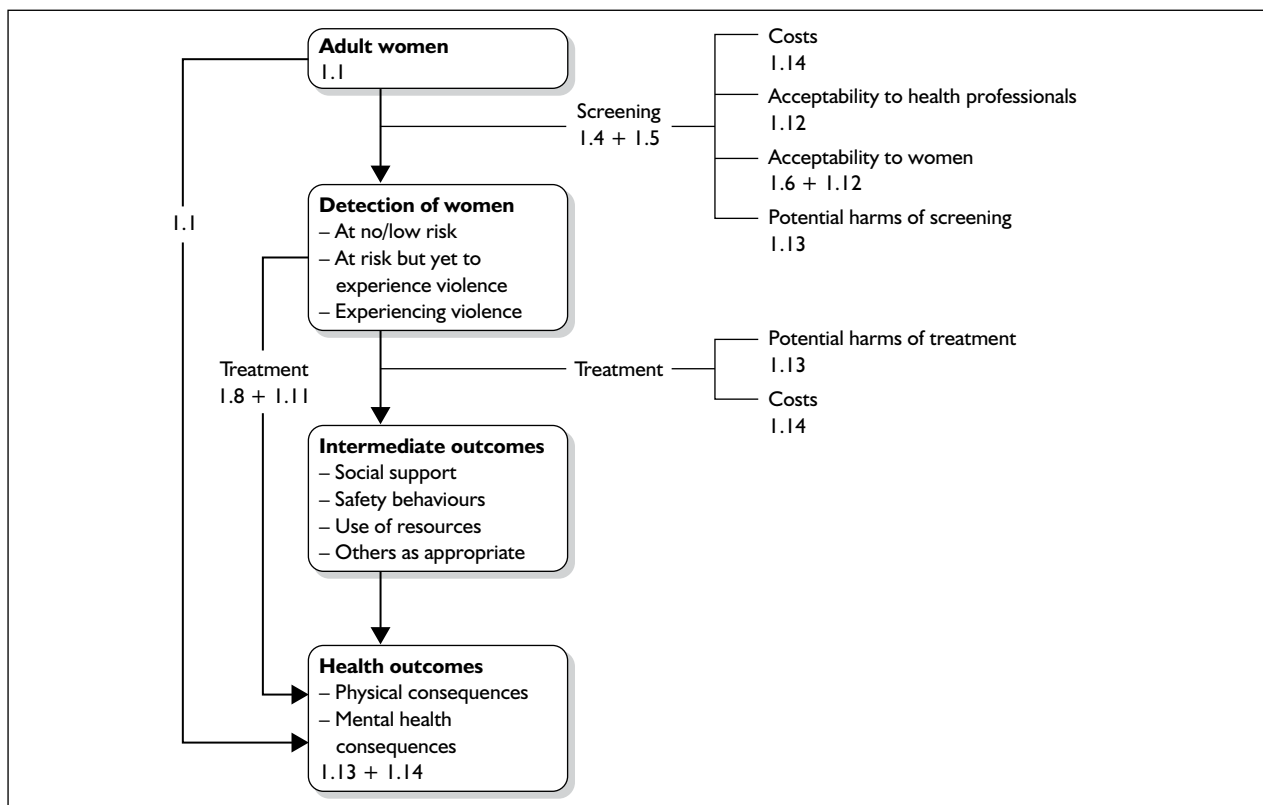 Adult women
1.1
Costs
1.14
Screening
1.4 + 1.5
Acceptability to health professionals
1.12
Acceptability to women
1.6 + 1.12
Potential harms of screening
1.13
1.1
Detection of women
– At no/low risk
– At risk but yet to
experience violence
– Experiencing violence
Treatment
1.8 + 1.11
Treatment
Potential harms of treatment
1.13
Costs
1.14
Intermediate outcomes
– Social support
– Safety behaviours
– Use of resources
– Others as appropriate
Health outcomes
– Physical consequences
– Mental health
consequences
1.13 + 1.14